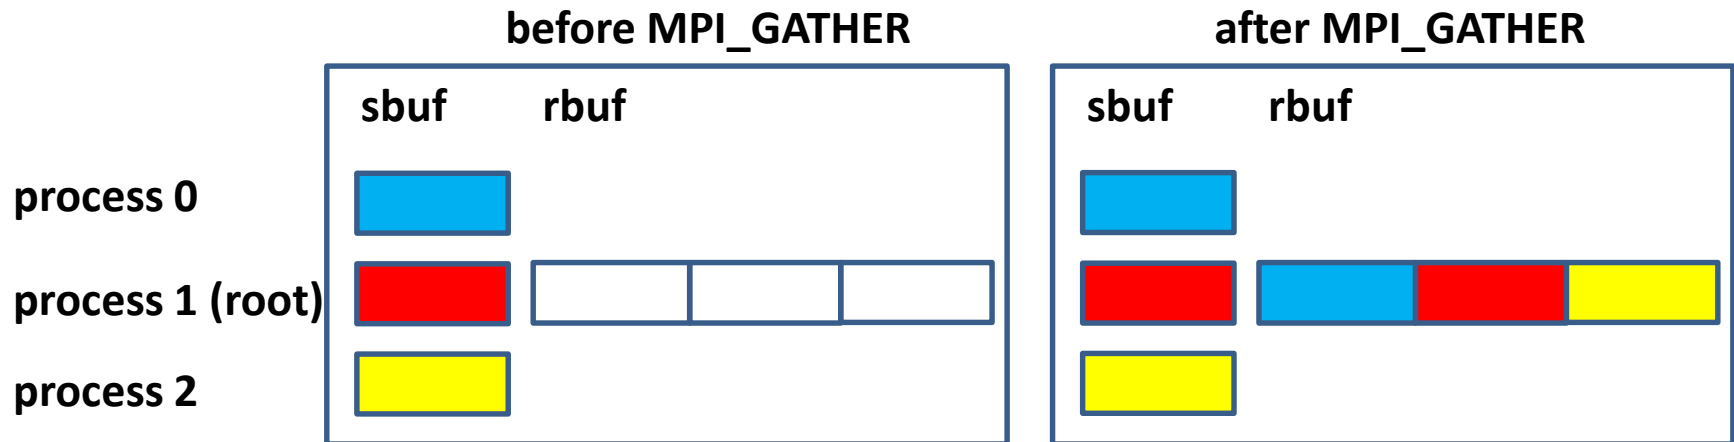 before MPI_GATHER
after MPI_GATHER
sbuf rbuf
sbuf rbuf
process 0
process 1 (root)
process 2